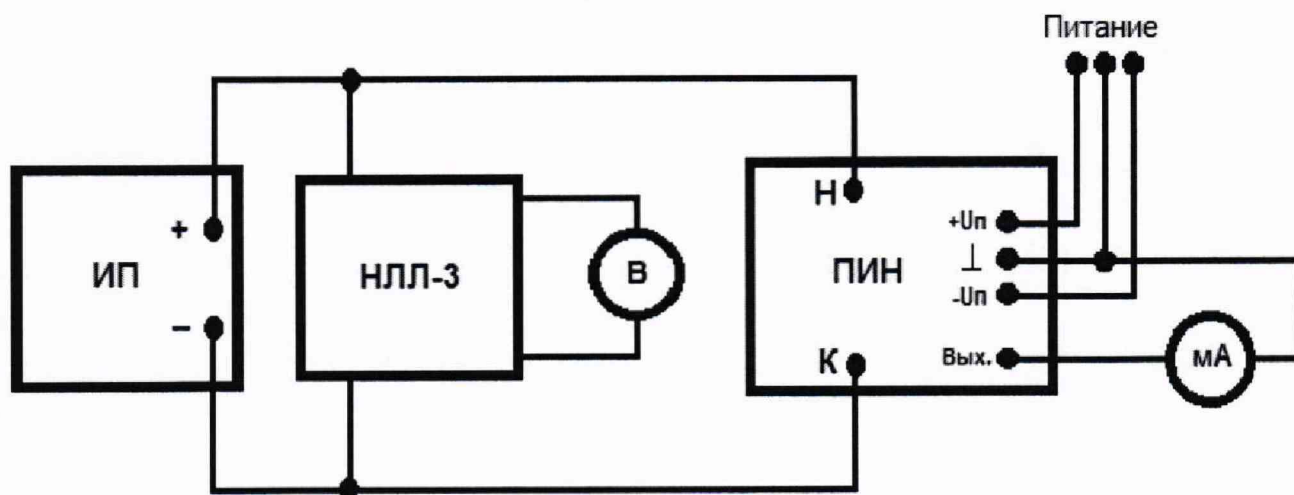 Питание
+
−
ИП
НЛЛ-3
В
Н
ПИН
К
+Uп
⊥
-Uп
Вых.
мА